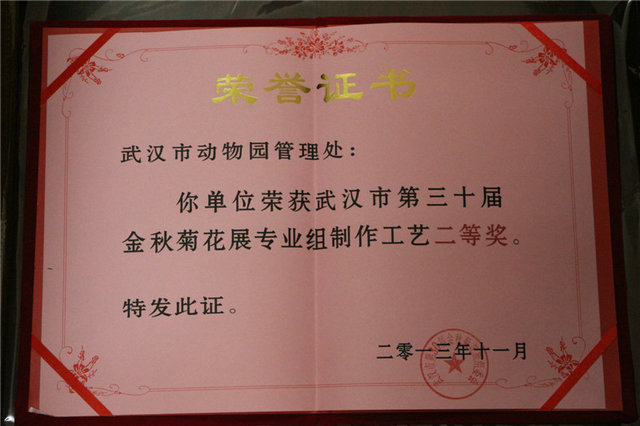 荣誉证书
武汉市动物园管理处：
你单位荣获武汉市第三十届
金秋菊花展专业组制作工艺二等奖。
特发此证。
二零一三年十一月